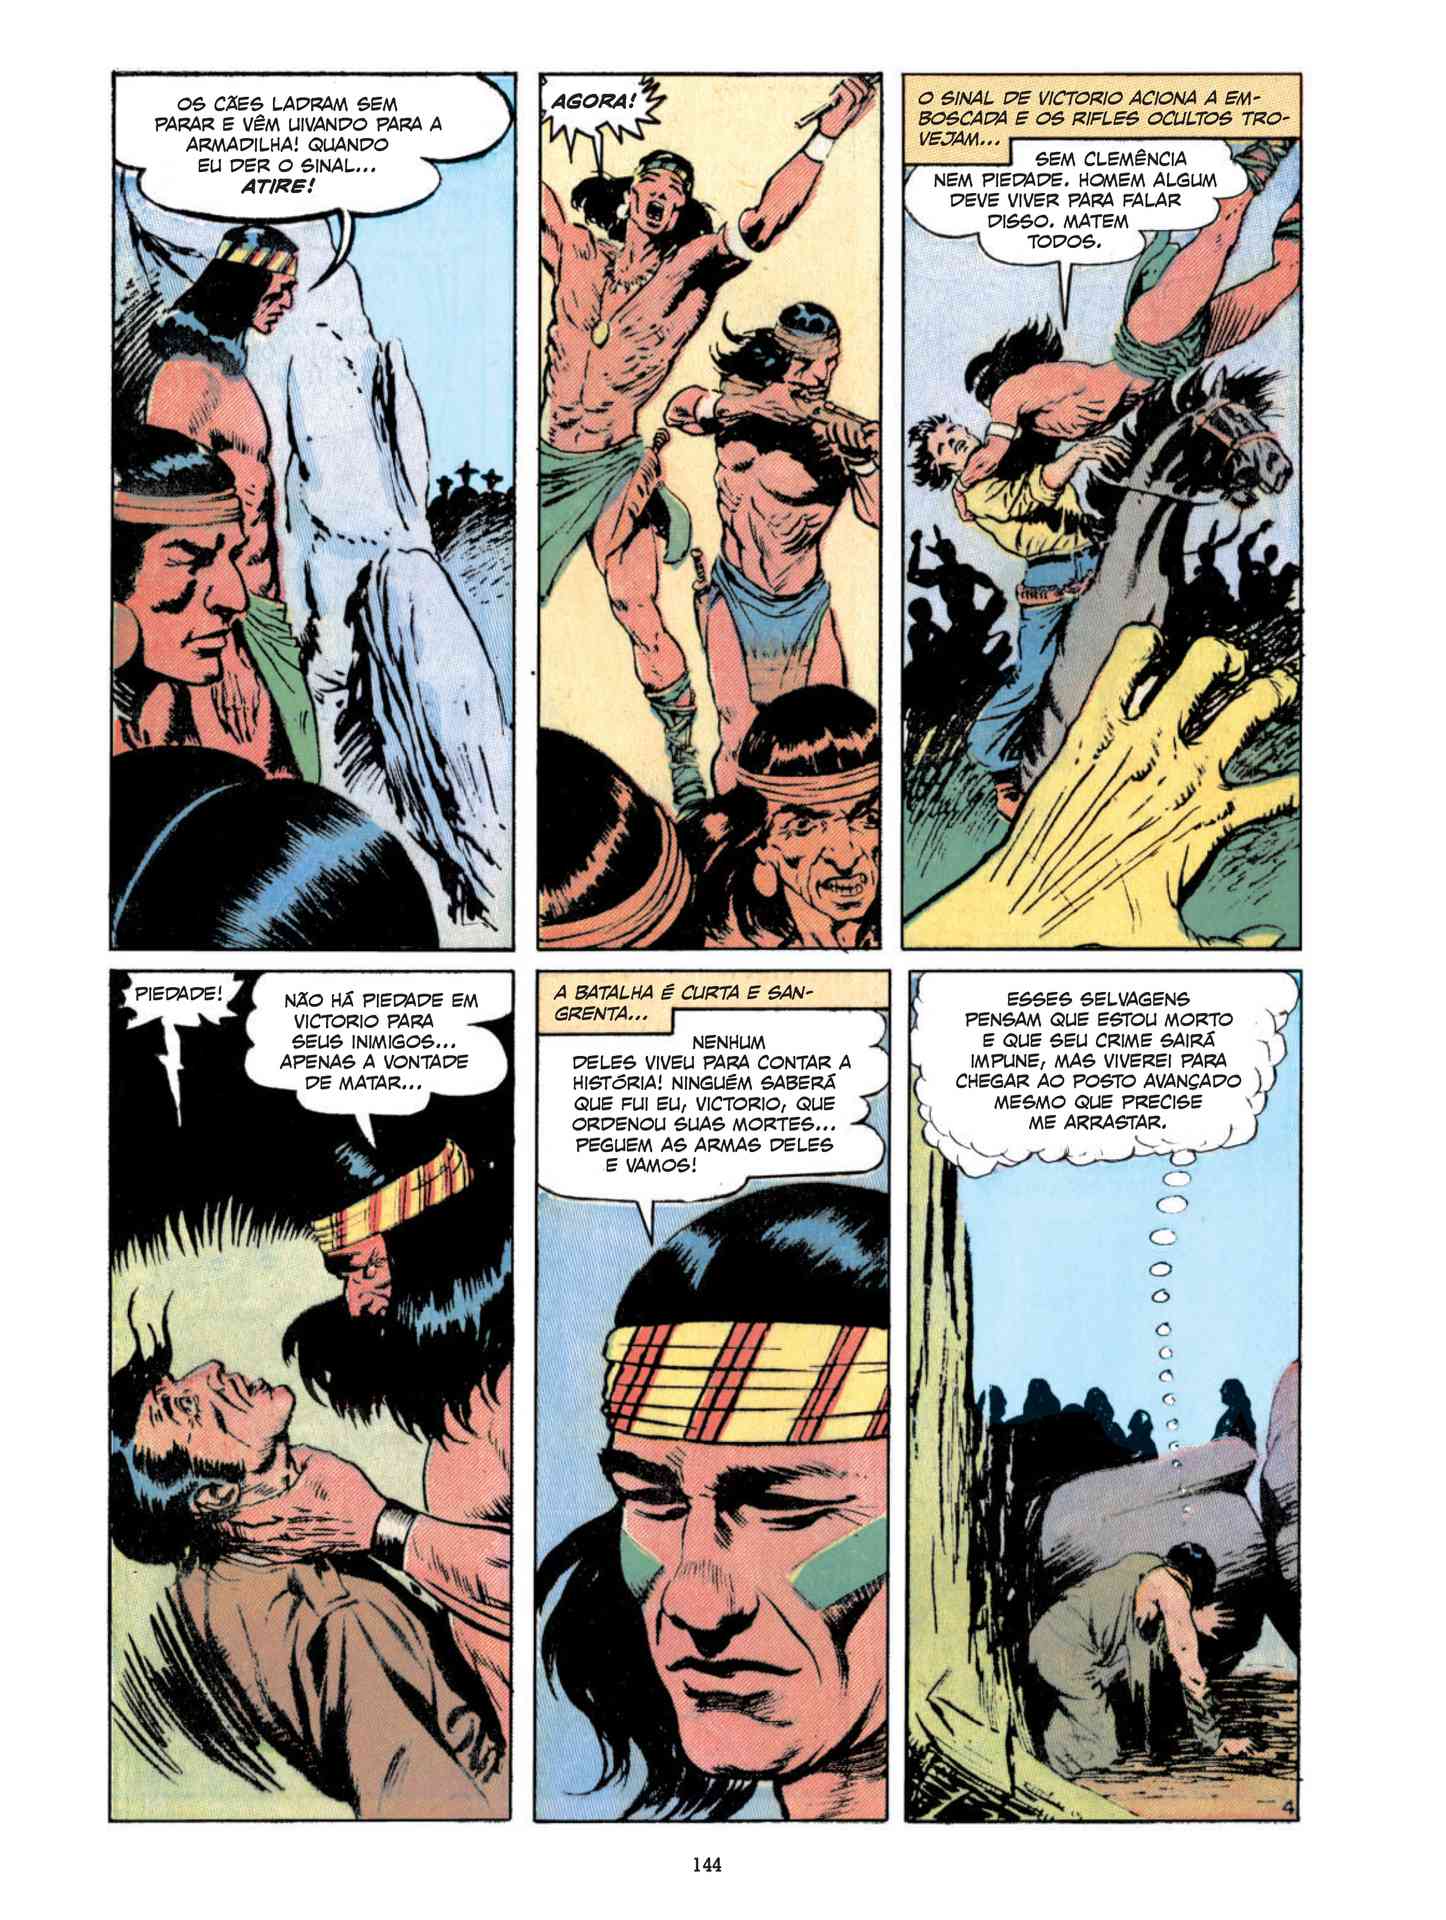 OS CÃES LADRAM SEM
PARAR E VÊM UIVANDO PARA A
ARMADILHA! QUANDO
EU DER O SINAL...
ATIRE!
AGORA!
O SINAL DE VICTORIO ACIONA A EM-
BOSCADA E OS RIFLES OCULTOS TRO-
VEJAM...
SEM CLEMÊNCIA
NEM PIEDADE. HOMEM ALGUM
DEVE VIVER PARA FALAR
DISSO. MATEM
TODOS.
PIEDADE!
NÃO HÁ PIEDADE EM
VICTORIO PARA
SEUS INIMIGOS...
APENAS A VONTADE
DE MATAR...
A BATALHA É CURTA E SAN-
GRENTA...
NENHUM
DELES VIVEU PARA CONTAR A
HISTÓRIA! NINGUÉM SABERÁ
QUE FUI EU, VICTORIO, QUE
ORDENOU SUAS MORTES...
PEGUEM AS ARMAS DELES
E VAMOS!
ESSES SELVAGENS
PENSAM QUE ESTOU MORTO
E QUE SEU CRIME SAIRÁ
IMPUNE, MAS VIVEREI PARA
CHEGAR AO POSTO AVANÇADO
MESMO QUE PRECISE
ME ARRASTAR.
4
144